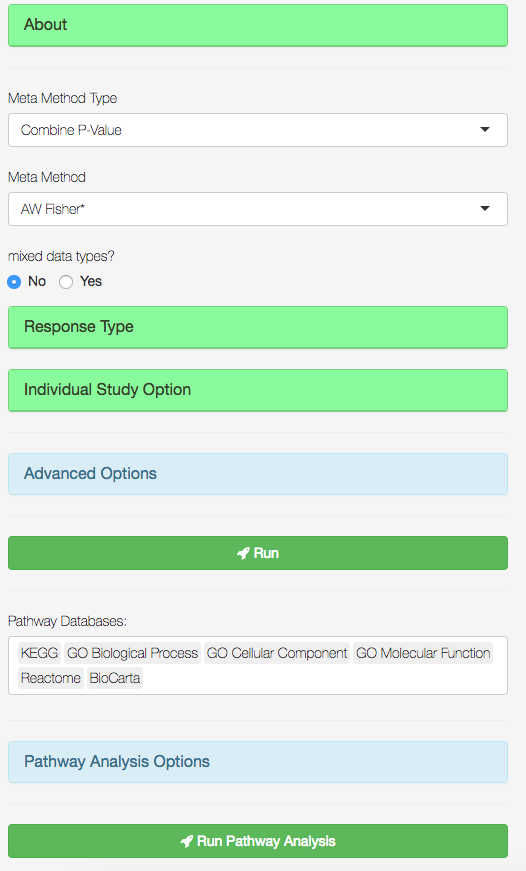 About
Meta Method Type
Combine P-Value
Meta Method
AW Fisher*
mixed data types?
No Yes
Response Type
Individual Study Option
Advanced Options
Run
Pathway Databases:
KEGG GO Biological Process GO Cellular Component GO Molecular Function
Reactome BioCarta
Pathway Analysis Options
Run Pathway Analysis